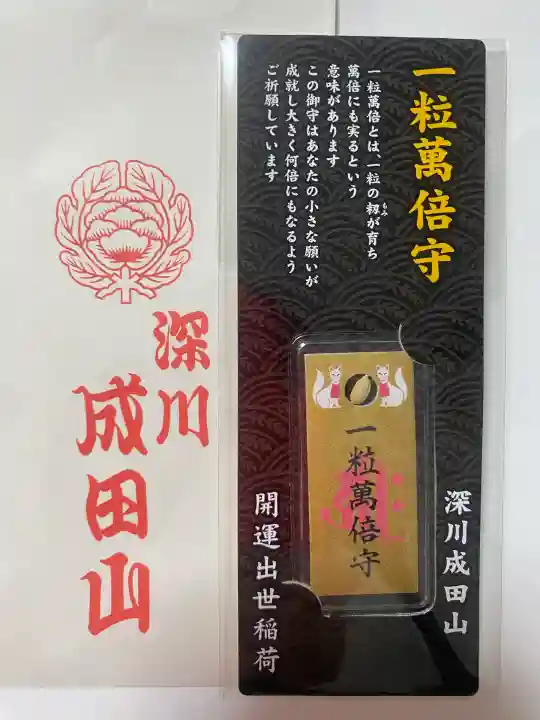 一粒萬倍守
一粒萬倍とは、一粒の籾が育ち
もみ
萬倍にも実るという
意味があります
この御守はあなたの小さな願いが
成就し大きく何倍にもなるよう
ご祈願しています
一粒萬倍守
深川成田山
開運出世稲荷
深川
成田山